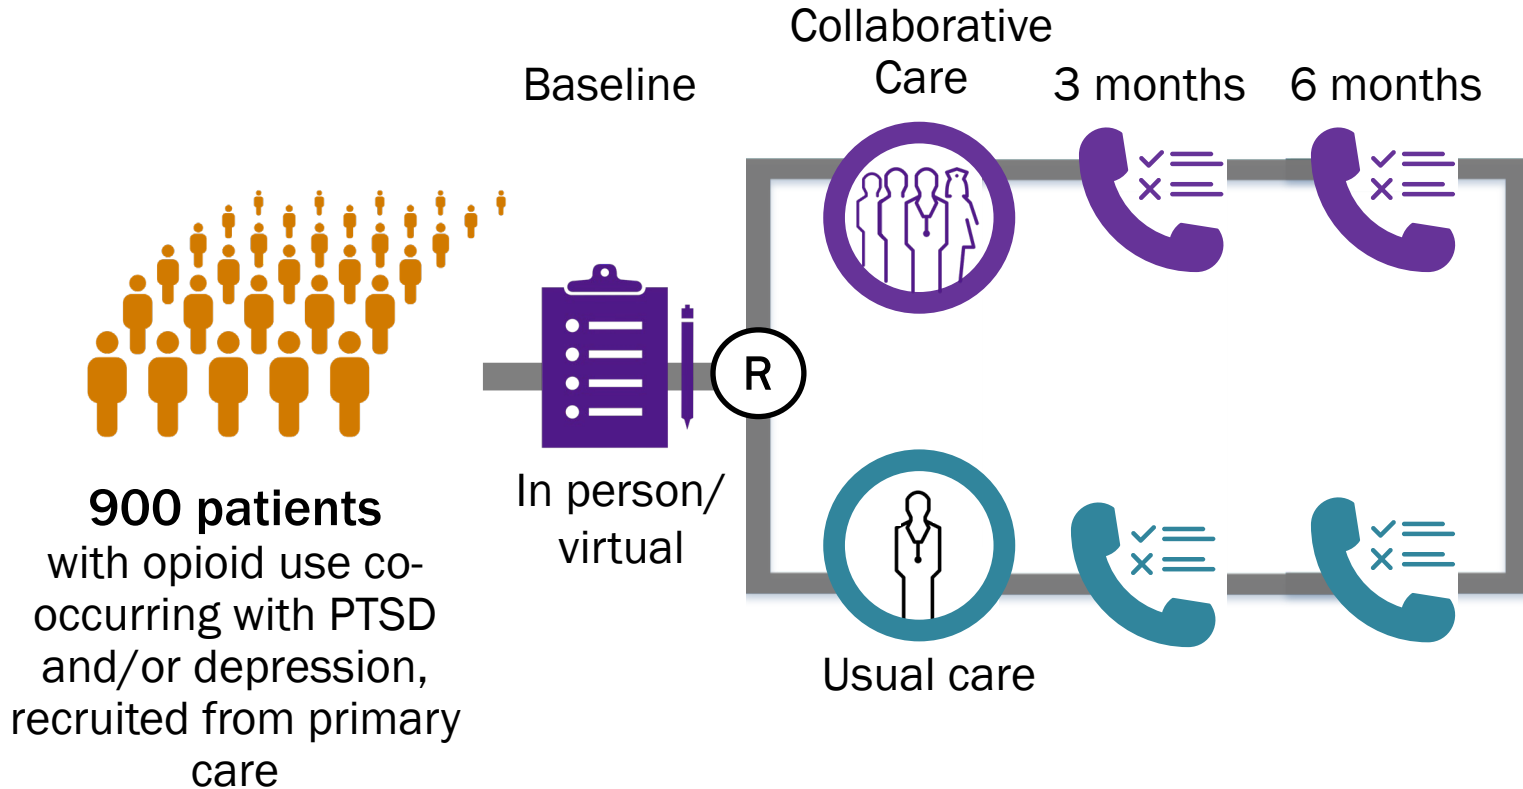 Baseline
Collaborative
Care
3 months
6 months
R
In person/
virtual
900 patients
with opioid use co-
occurring with PTSD
and/or depression,
recruited from primary
care
Usual care